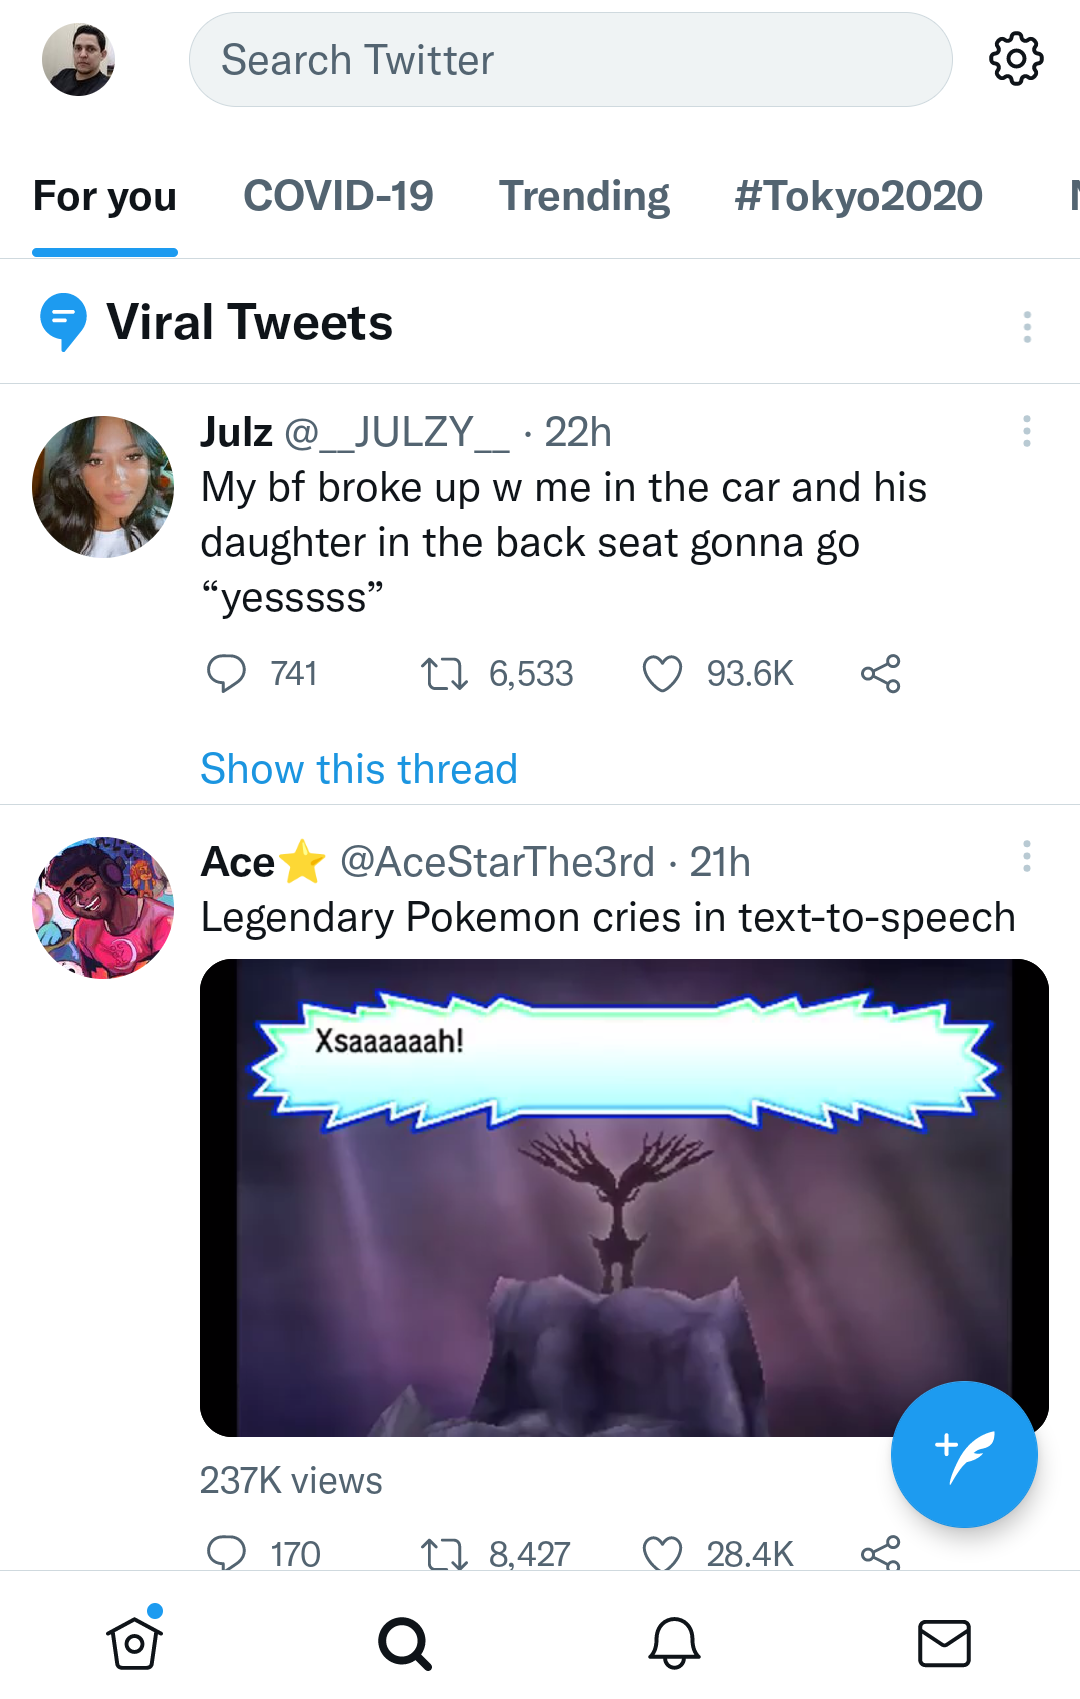 Search Twitter
For you COVID-19 Trending #Tokyo2020
Viral Tweets
Julz @__JULZY__ · 22h
My bf broke up w me in the car and his
daughter in the back seat gonna go
“yesssss”
741 6,533 93.6K
Show this thread
Ace⭐ @AceStarThe3rd · 21h
Legendary Pokemon cries in text-to-speech
Xsaaaaaah!
237K views
170 8,427 28.4K